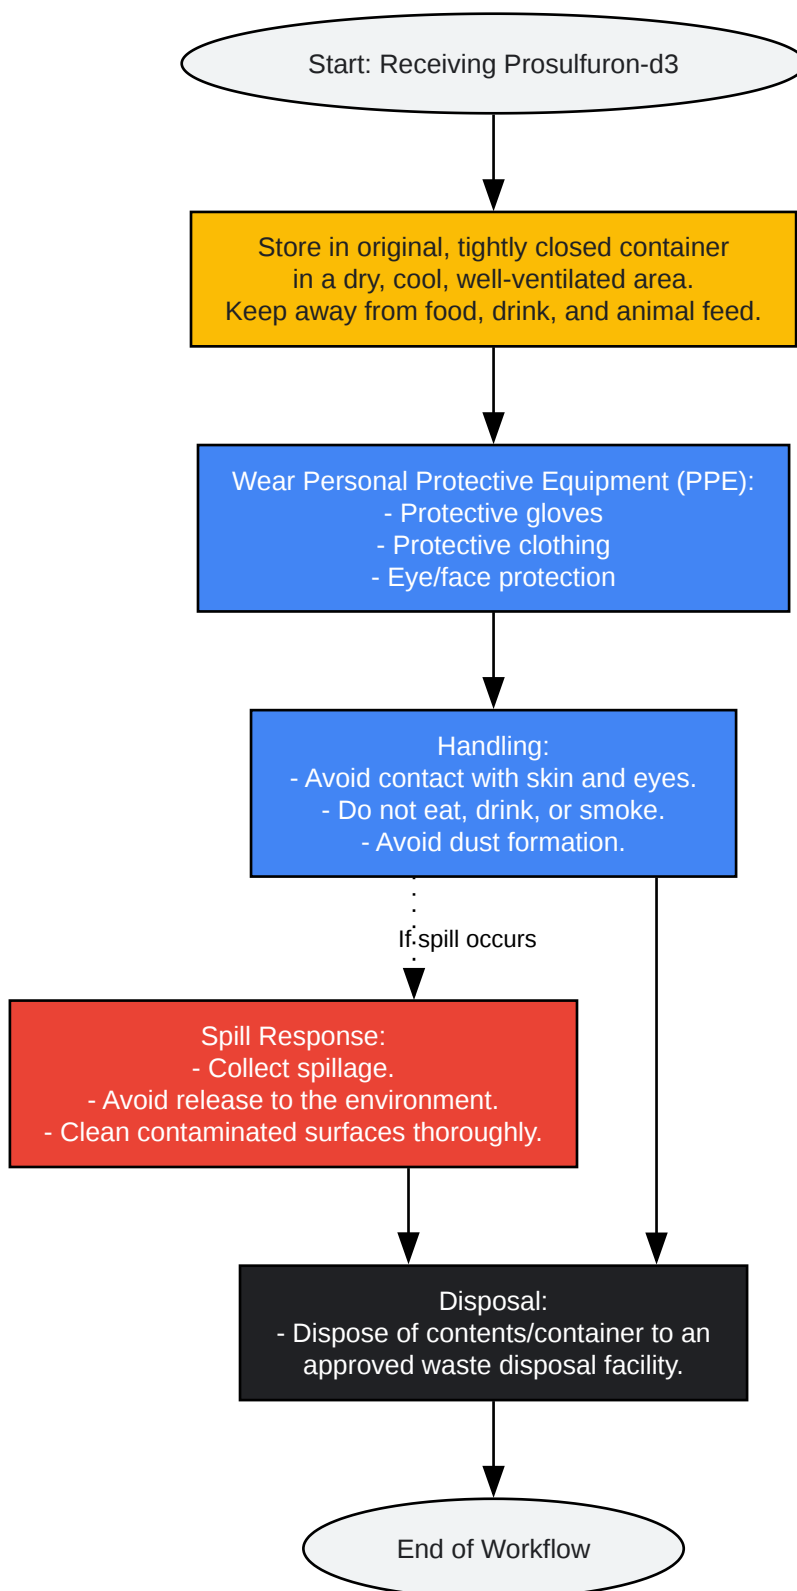 Start: Receiving Prosulfuron-d3
Store in original, tightly closed container
in a dry, cool, well-ventilated area.
Keep away from food, drink, and animal feed.
Wear Personal Protective Equipment (PPE):
- Protective gloves
- Protective clothing
- Eye/face protection
Handling:
- Avoid contact with skin and eyes.
- Do not eat, drink, or smoke.
- Avoid dust formation.
If spill occurs
Spill Response:
- Collect spillage.
- Avoid release to the environment.
- Clean contaminated surfaces thoroughly.
Disposal:
- Dispose of contents/container to an
approved waste disposal facility.
End of Workflow